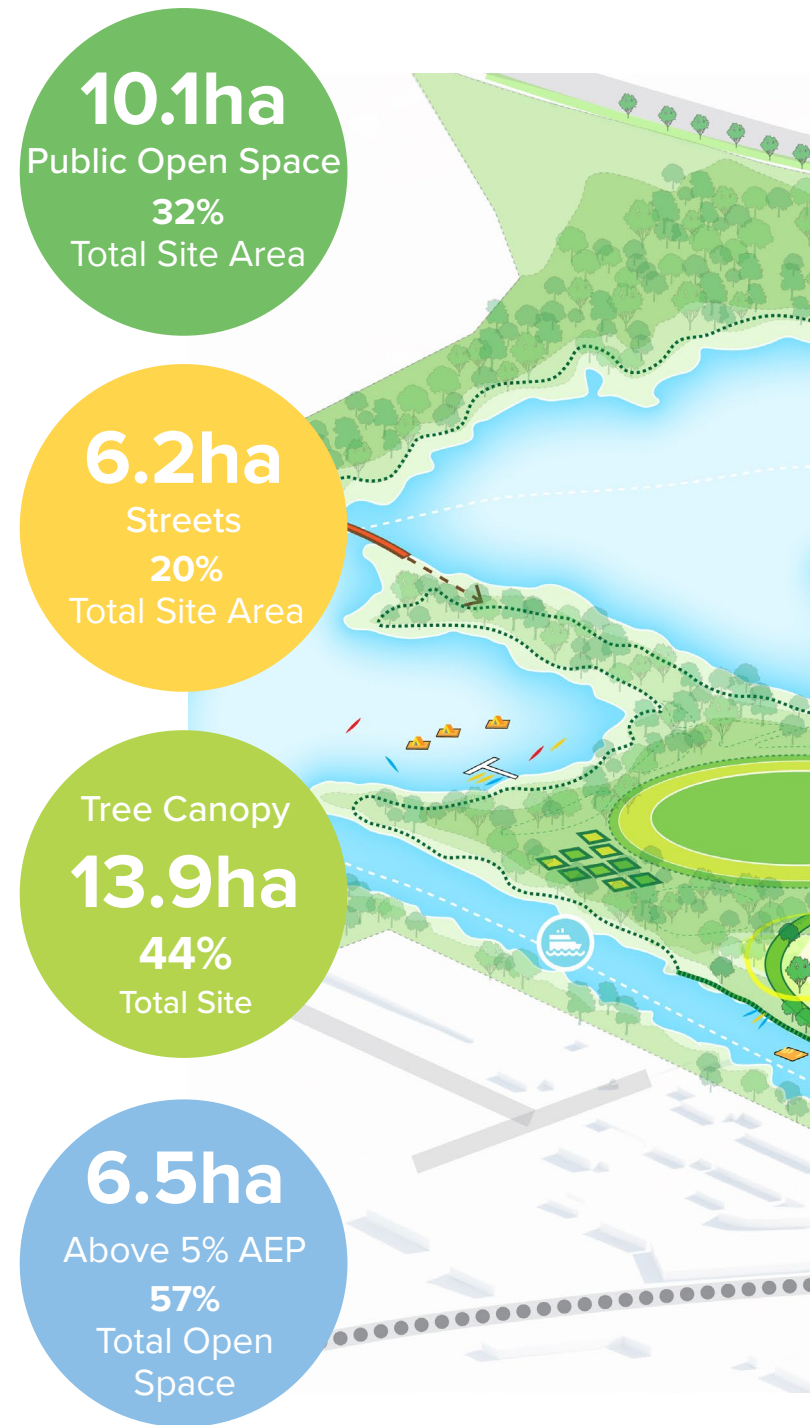 10.1ha
Public Open Space
32%
Total Site Area
6.2ha
Streets
20%
Total Site Area
Tree Canopy
13.9ha
44%
Total Site
6.5ha
Above 5% AEP
57%
Total Open
Space